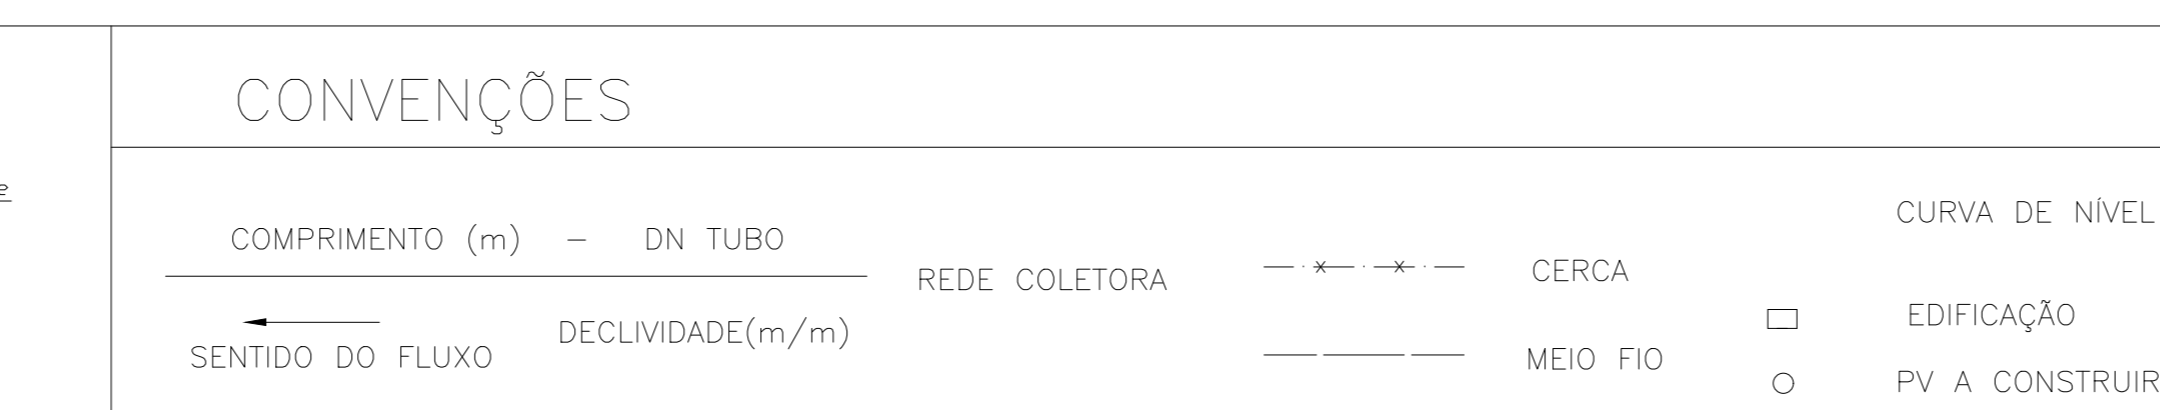 CONVENÇÕES
e
COMPRIMENTO (m) – DN TUBO
REDE COLETORA
DECLIVIDADE(m/m)
SENTIDO DO FLUXO
CERCA
MEIO FIO
CURVA DE NÍVEL
EDIFICAÇÃO
PV A CONSTRUIR